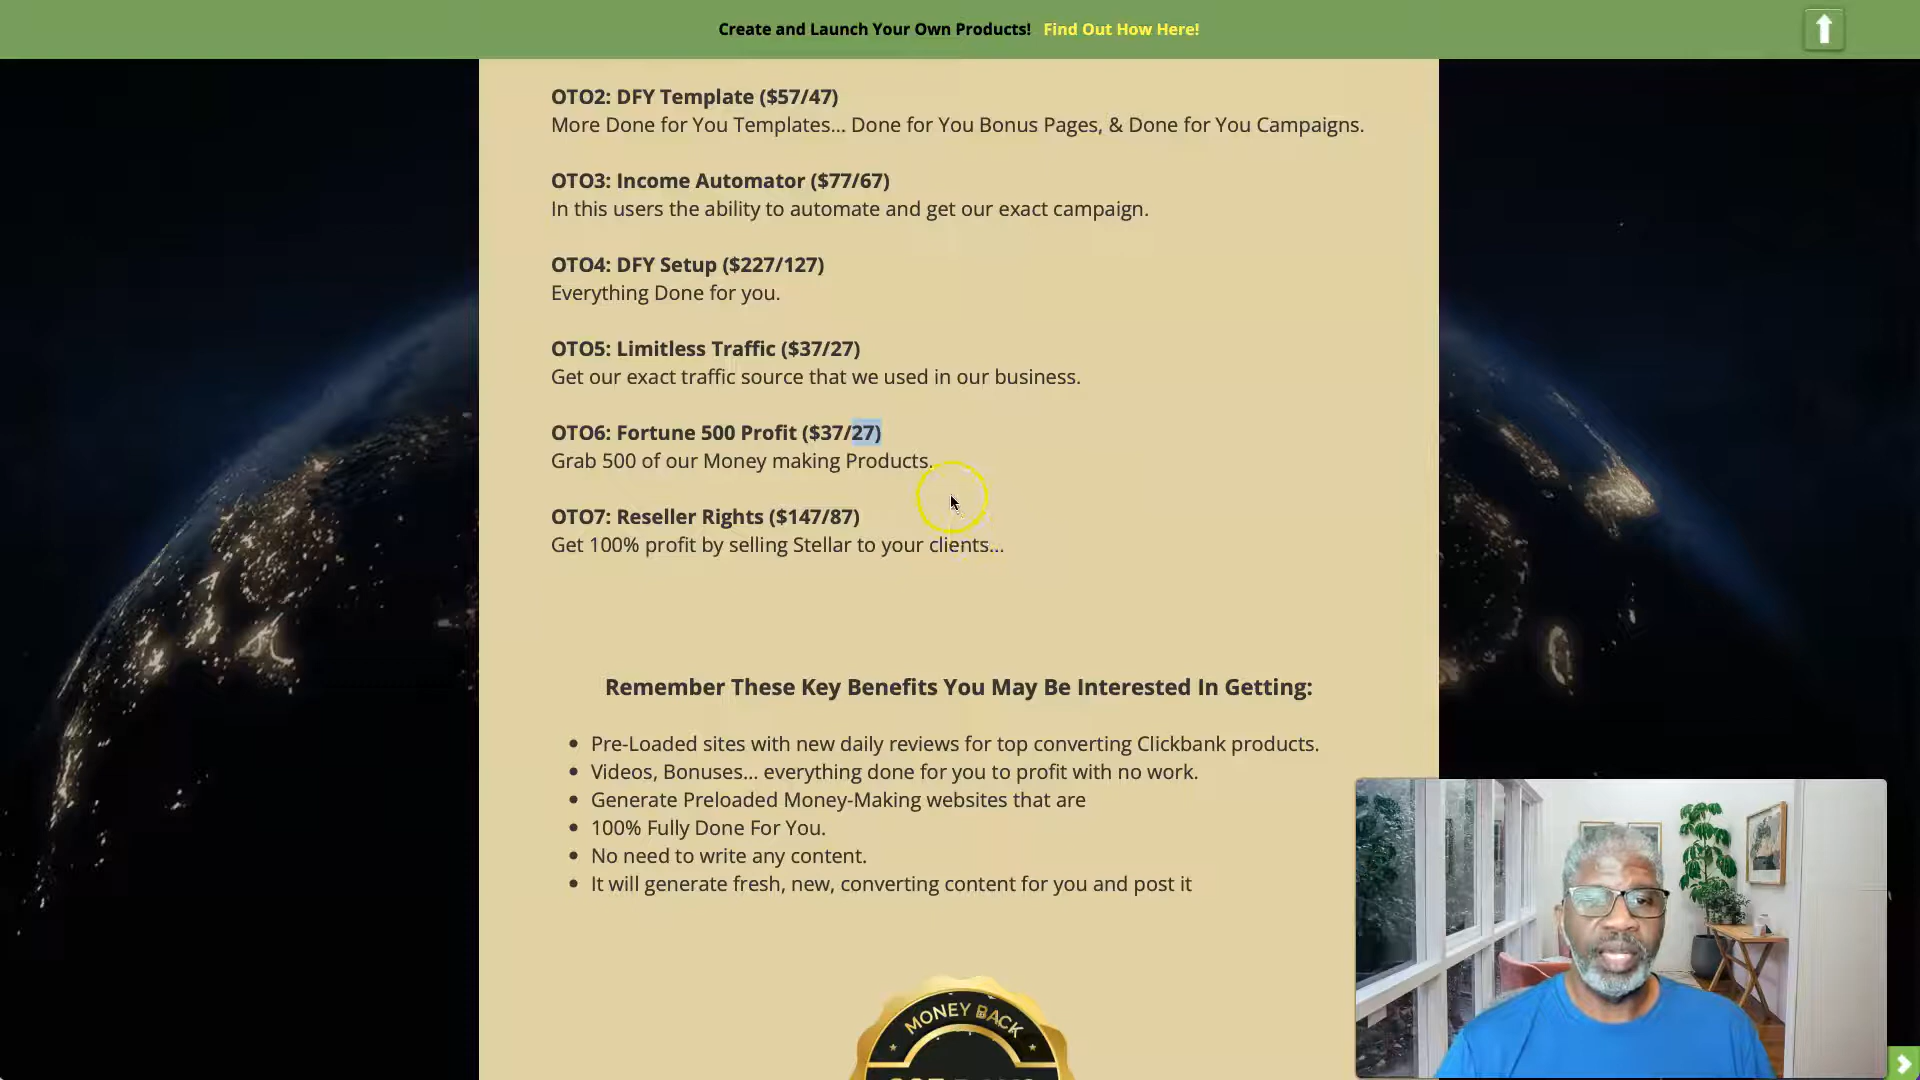 Create and Launch Your Own Products! Find Out How Here!
OTO2: DFY Template ($57/47)
More Done for You Templates... Done for You Bonus Pages, & Done for You Campaigns.
OTO3: Income Automator ($77/67)
In this users the ability to automate and get our exact campaign.
OTO4: DFY Setup ($227/127)
Everything Done for you.
OTO5: Limitless Traffic ($37/27)
Get our exact traffic source that we used in our business.
OTO6: Fortune 500 Profit ($37/27)
Grab 500 of our Money making Products.
OTO7: Reseller Rights ($147/87)
Get 100% profit by selling Stellar to your clients...
Remember These Key Benefits You May Be Interested In Getting:
Pre-Loaded sites with new daily reviews for top converting Clickbank products.
Videos, Bonuses... everything done for you to profit with no work.
Generate Preloaded Money-Making websites that are
100% Fully Done For You.
No need to write any content.
It will generate fresh, new, converting content for you and post it
MONEY BACK